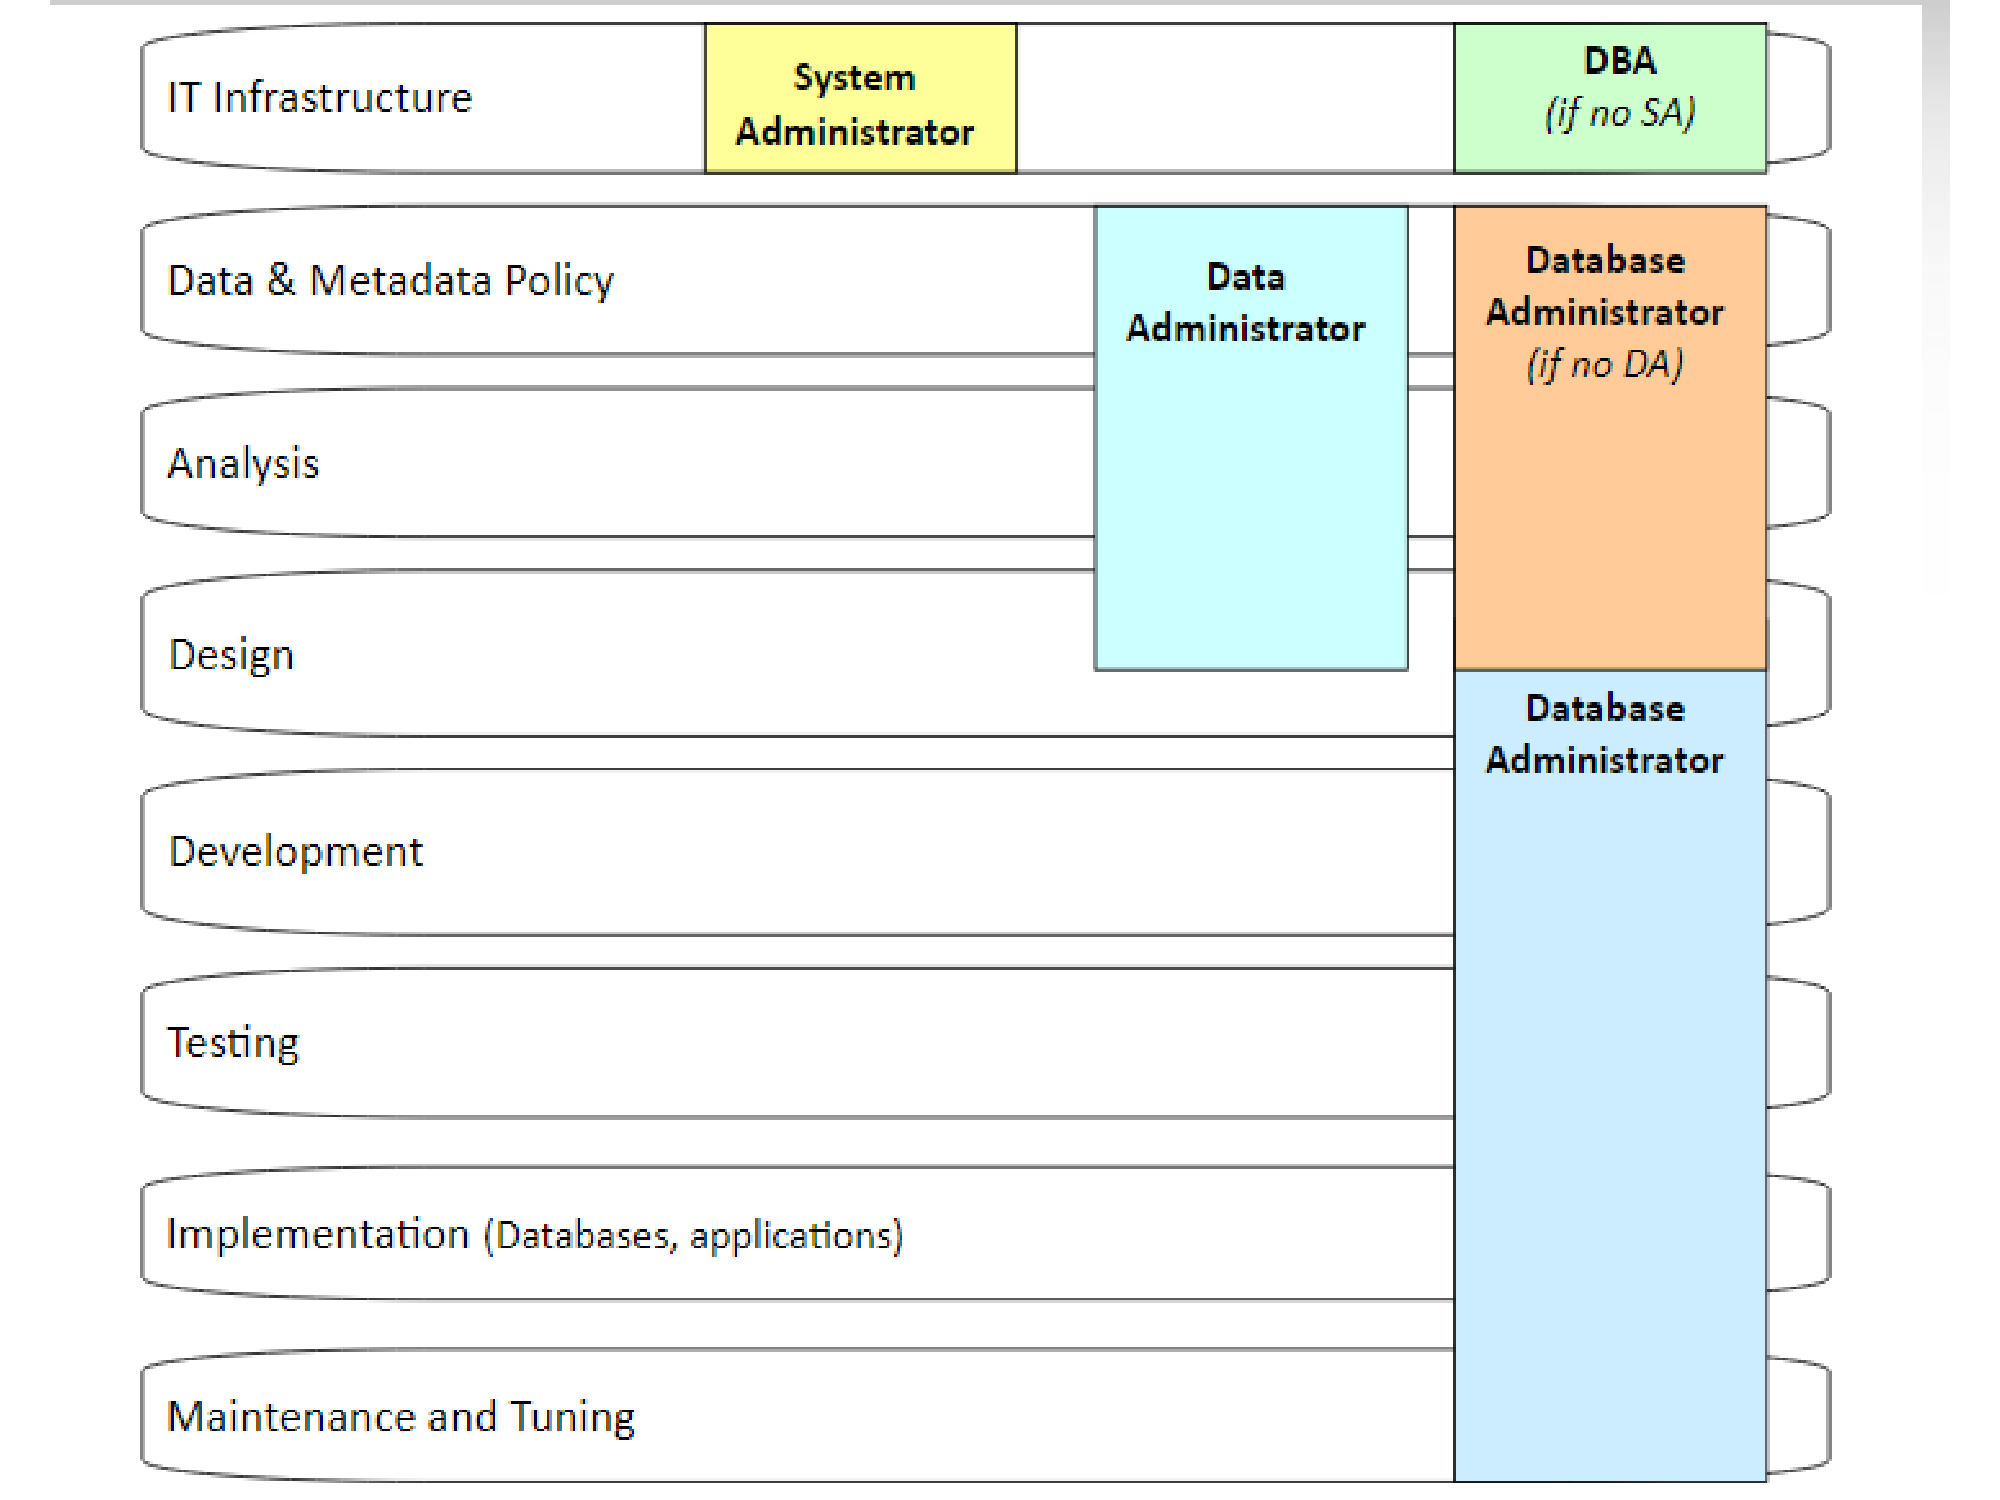 IT Infrastructure
System
Administrator
DBA
(if no SA)
Data & Metadata Policy
Data
Administrator
Database
Administrator
(if no DA)
Analysis
Design
Database
Administrator
Development
Testing
Implementation (Databases, applications)
Maintenance and Tuning